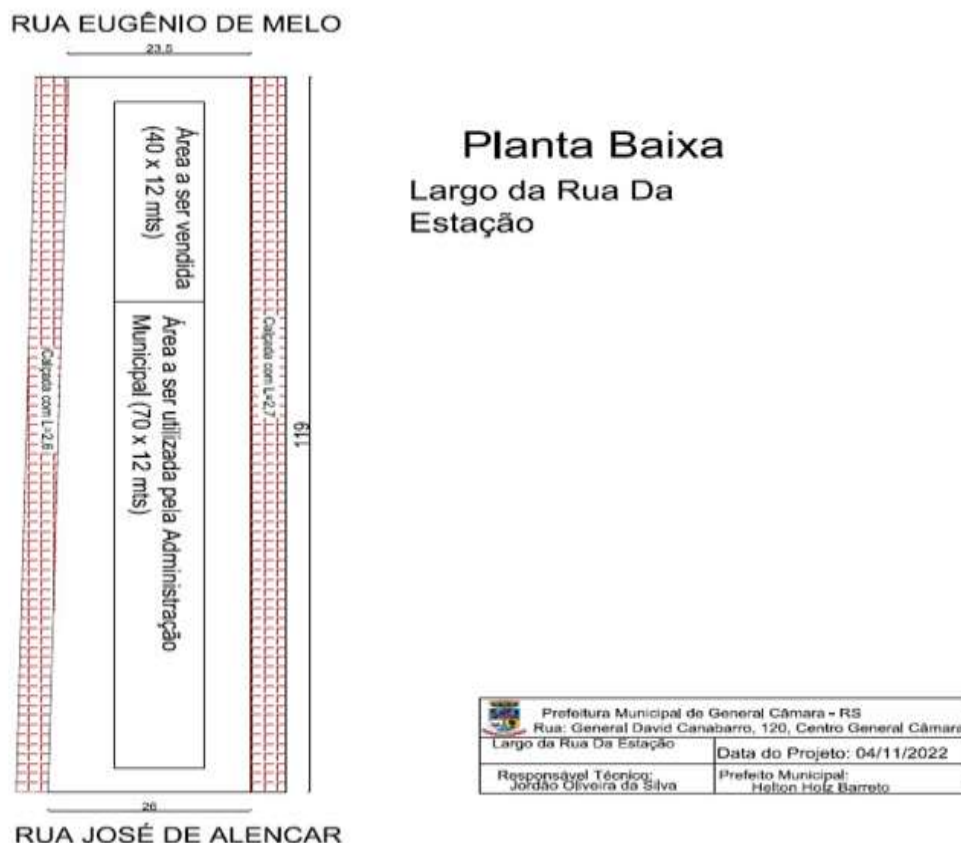 RUA EUGÊNIO DE MELO
23.5
Área a ser vendida
(40 x 12 mts)
Área a ser utilizada pela Administração
Municipal (70 x 12 mts)
Calçada com L=2.6
Calçada com L=2.7
119
26
RUA JOSÉ DE ALENCAR
Planta Baixa
Largo da Rua Da
Estação
Prefeitura Municipal de General Câmara - RS
Rua: General David Canabarro, 120, Centro General Câmara
Largo da Rua Da Estação
Data do Projeto: 04/11/2022
Responsável Técnico:
Jordão Oliveira da Silva
Prefeito Municipal:
Helton Holz Barreto